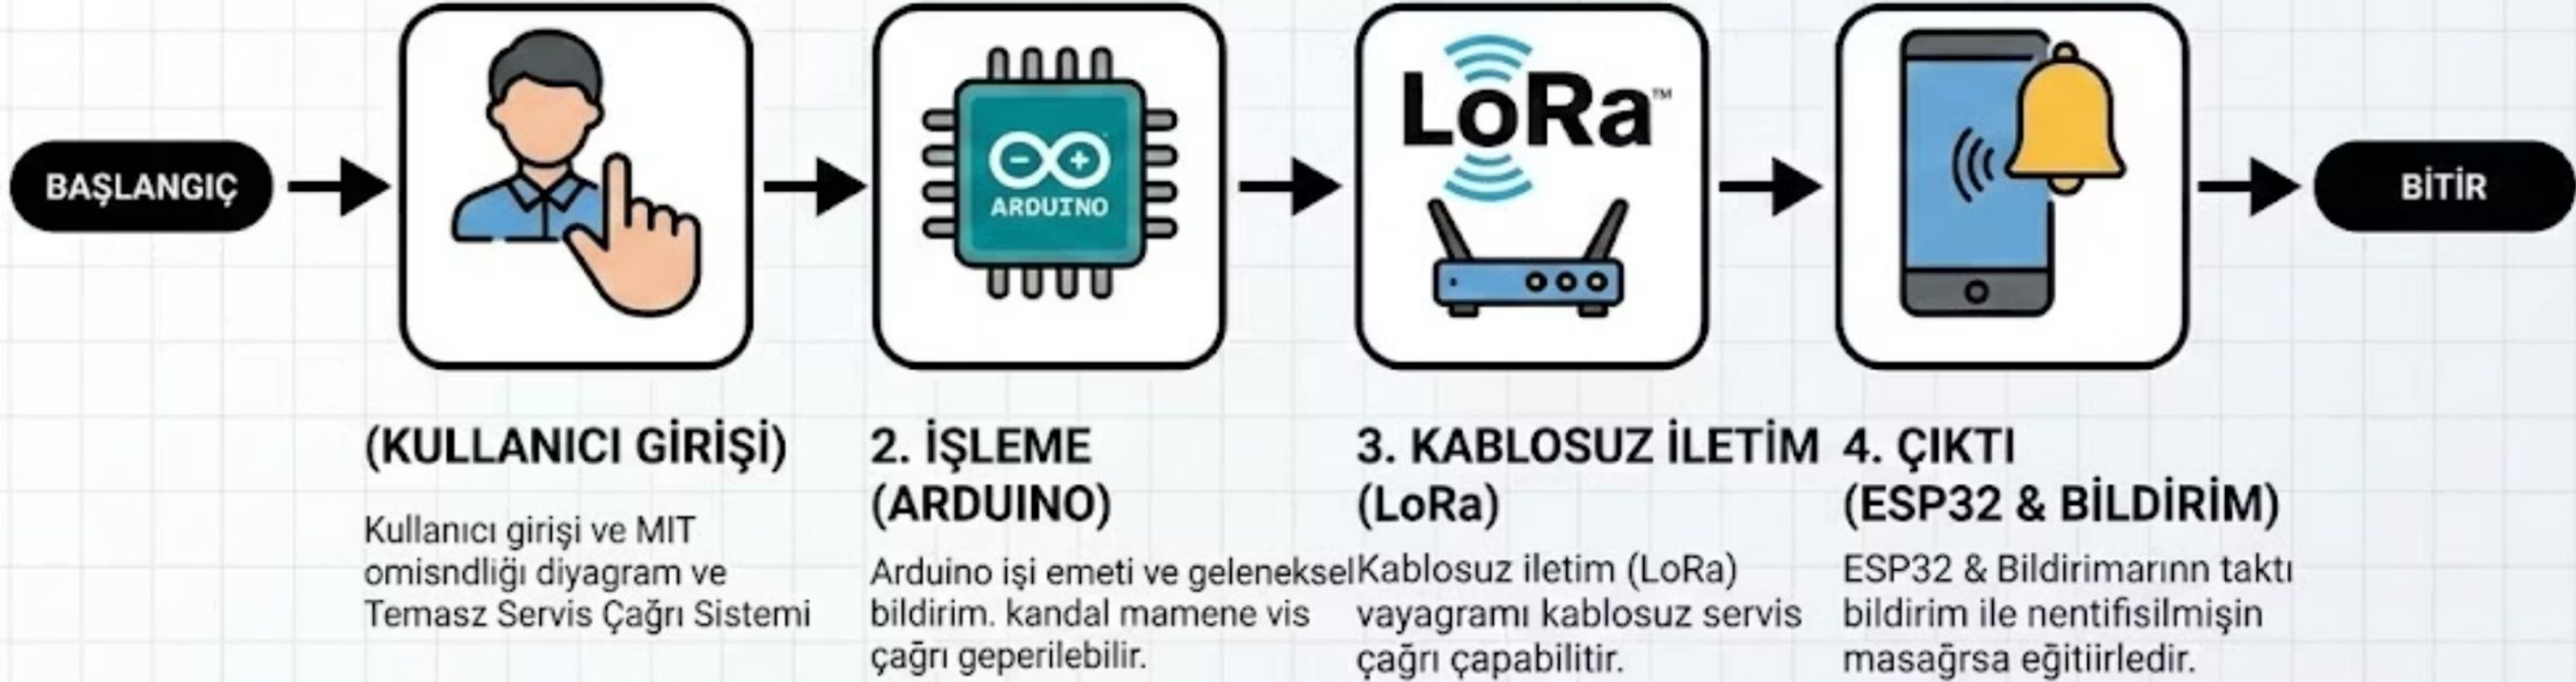 BAŞLANGIÇ
ARDUINO
LoRa™
BİTİR
(KULLANICI GİRİŞİ)
Kullanıcı girişi ve MIT
omisndliği diyagram ve
Temasz Servis Çağrı Sistemi
2. İŞLEME
(ARDUINO)
Arduino işi emeti ve geleneksel
bildirim. kandal mamene vis
çağrı geperilebilir.
3. KABLOSUZ İLETİM
(LoRa)
Kablosuz iletim (LoRa)
vayagramı kablosuz servis
çağrı çapabilitir.
4. ÇIKTI
(ESP32 & BİLDİRİM)
ESP32 & Bildirimarınn taktı
bildirim ile nentifisilmişin
masağrsa eğitiirledir.